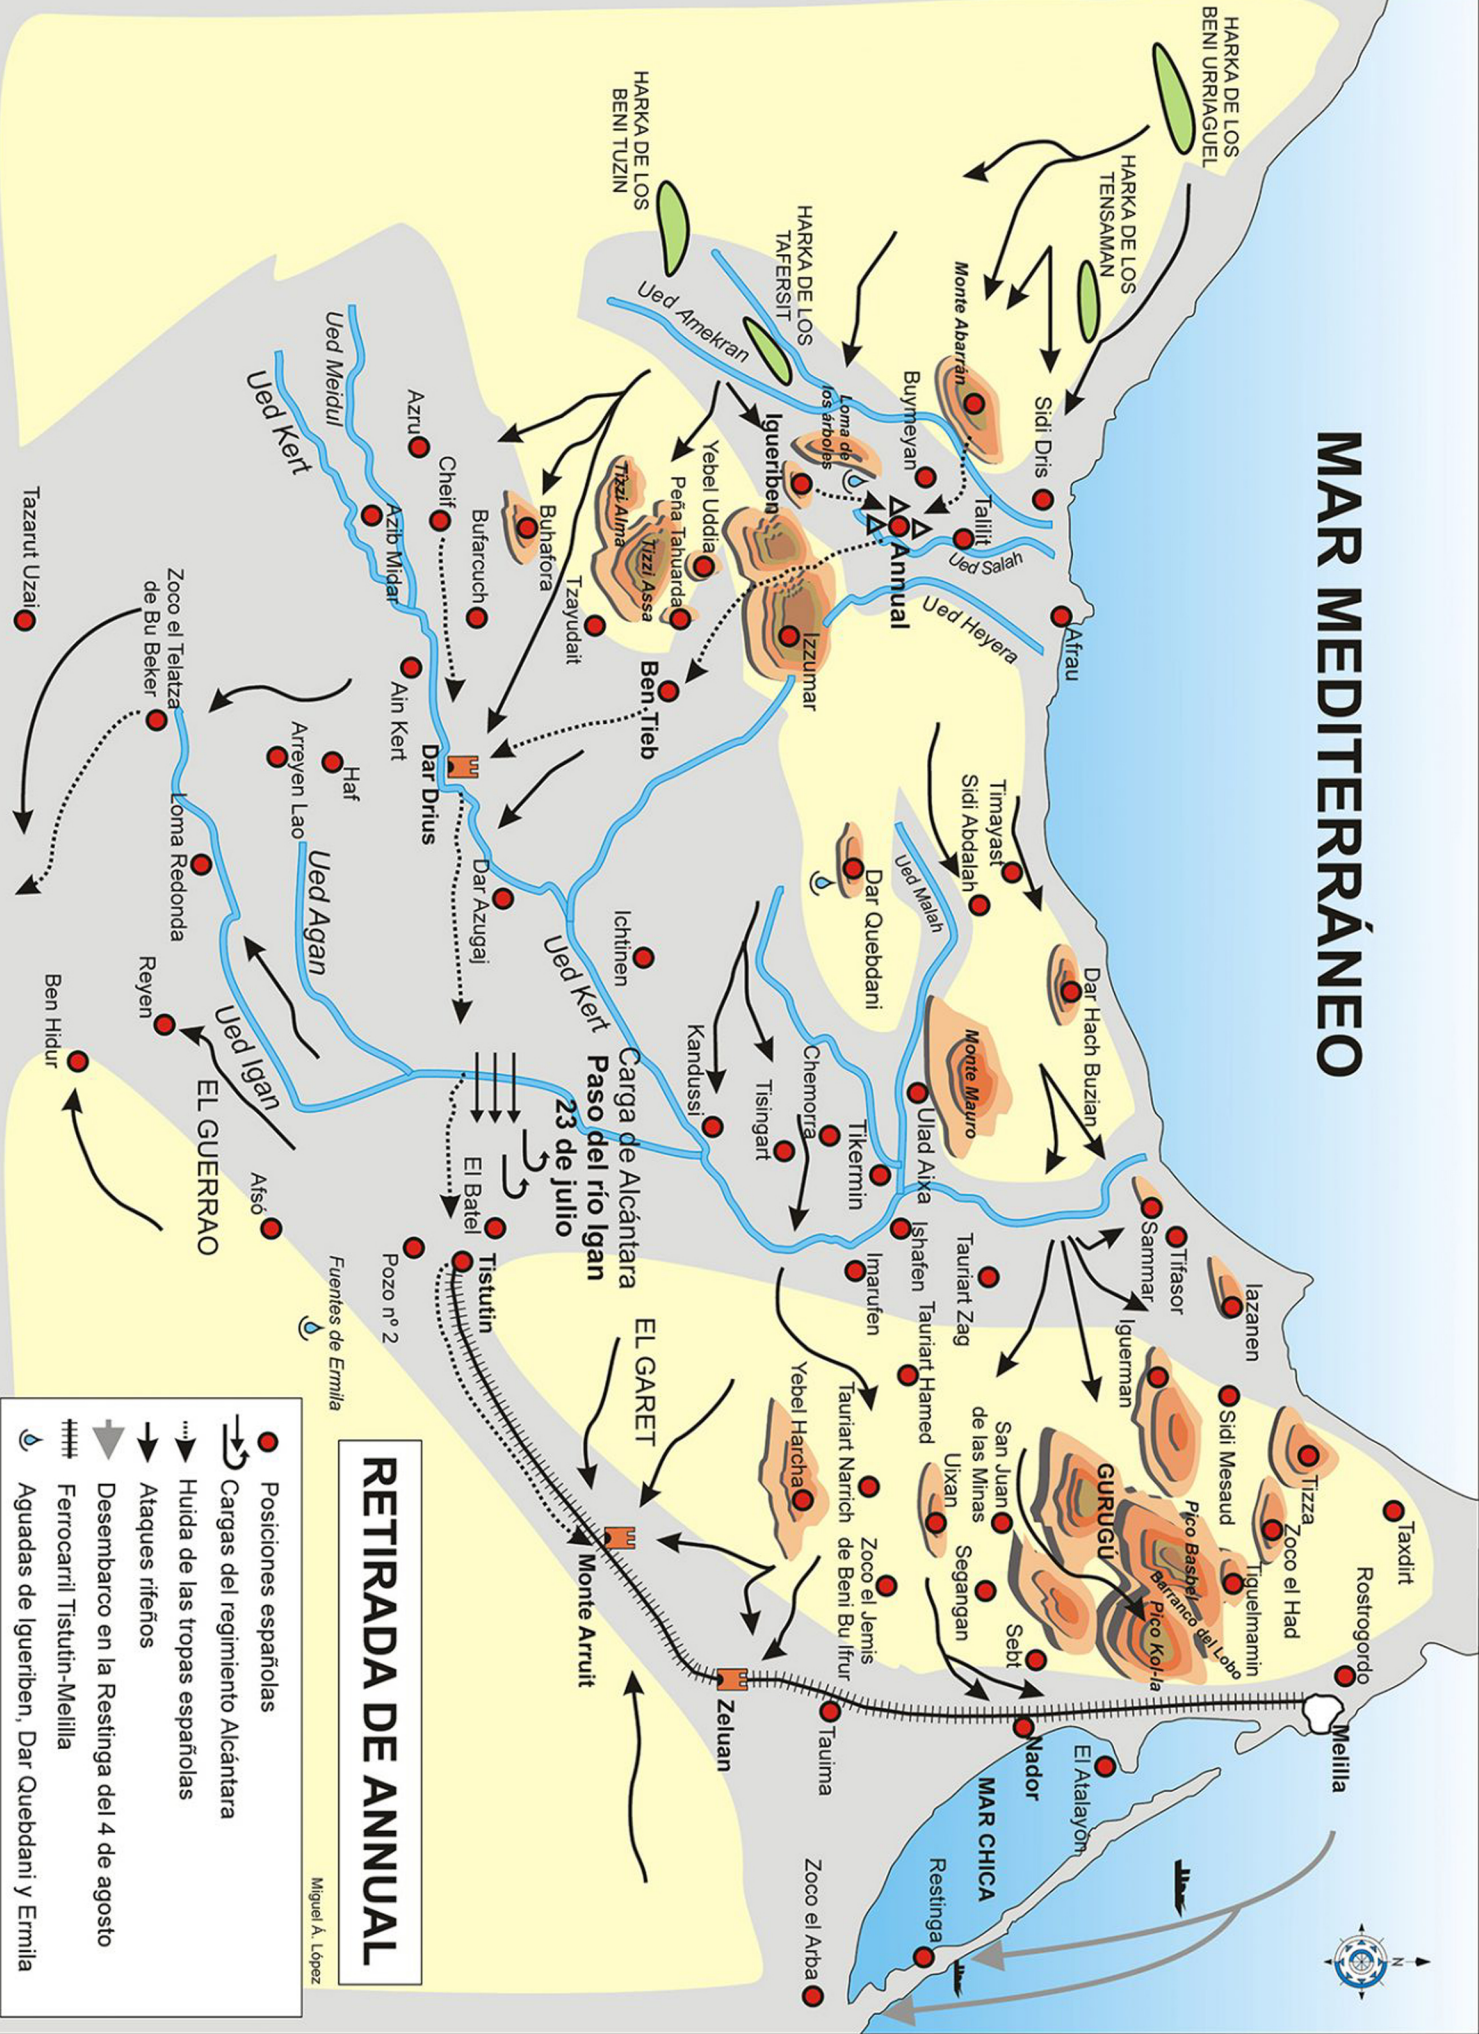 MAR MEDITERRÁNEO
HARKA DE LOS
BENI URRIAGUEL
HARKA DE LOS
TENSAMAN
HARKA DE LOS
TAFERSIT
HARKA DE LOS
BENI TUZIN
Monte Abarrán
Sidi Dris
Buymeyan
Talilit
Loma de
los árboles
Igueriben
Annual
Ued Salah
Ued Heyera
Afrau
Ued Amekran
Izzumar
Yebel Uddia
Peña Tahuarda
Tizzi Alma
Tizzi Assa
Buhafora
Tzayudait
Ben Tieb
Ued Meidul
Ued Kert
Azru
Cheif
Azib Midar
Bufarcuch
Ain Kert
Dar Drius
Tazarut Uzai
Zoco el Telatza
de Bu Beker
Haf
Arreyen Lao
Loma Redonda
Ued Agan
Dar Azugaj
Ichtinen
Ued Kert
Reyen
Ben Hidur
Ued Igan
EL GUERRAO
Afsó
Timayast
Sidi Abdalah
Dar Quebdani
Ued Malah
Dar Hach Buzian
Monte Mauro
Kandussi
Tisingart
Chemorra
Tikermin
Ulad Aixa
Carga de Alcántara
Paso del río Igan
23 de julio
El Batel
Tistutin
Pozo nº 2
Fuentes de Ermila
Ishafen
Imarufen
Tauriart Zag
Tauriart Hamed
Sammar
Tifasor
Iazanen
Iguerman
Sidi Mesaud
Tizza
Zoco el Had
Taxdirt
Rostrogordo
Tiguelmamin
GURUGÚ
Pico Basbel
Barranco del Lobo
Pico Kol-la
San Juan
de las Minas
Uixan
Segangan
Sebt
Tauriart Narrich
Zoco el Jemis
de Beni Bu Ifrur
Yebel Harcha
EL GARET
Monte Arruit
Zeluan
Tauima
Nador
El Atalayón
Melilla
MAR CHICA
Restinga
Zoco el Arba
N
RETIRADA DE ANNUAL
Miguel Á. López
Posiciones españolas
Cargas del regimiento Alcántara
Huida de las tropas españolas
Ataques rifeños
Desembarco en la Restinga del 4 de agosto
Ferrocarril Tistutin-Melilla
Aguadas de Igueriben, Dar Quebdani y Ermila